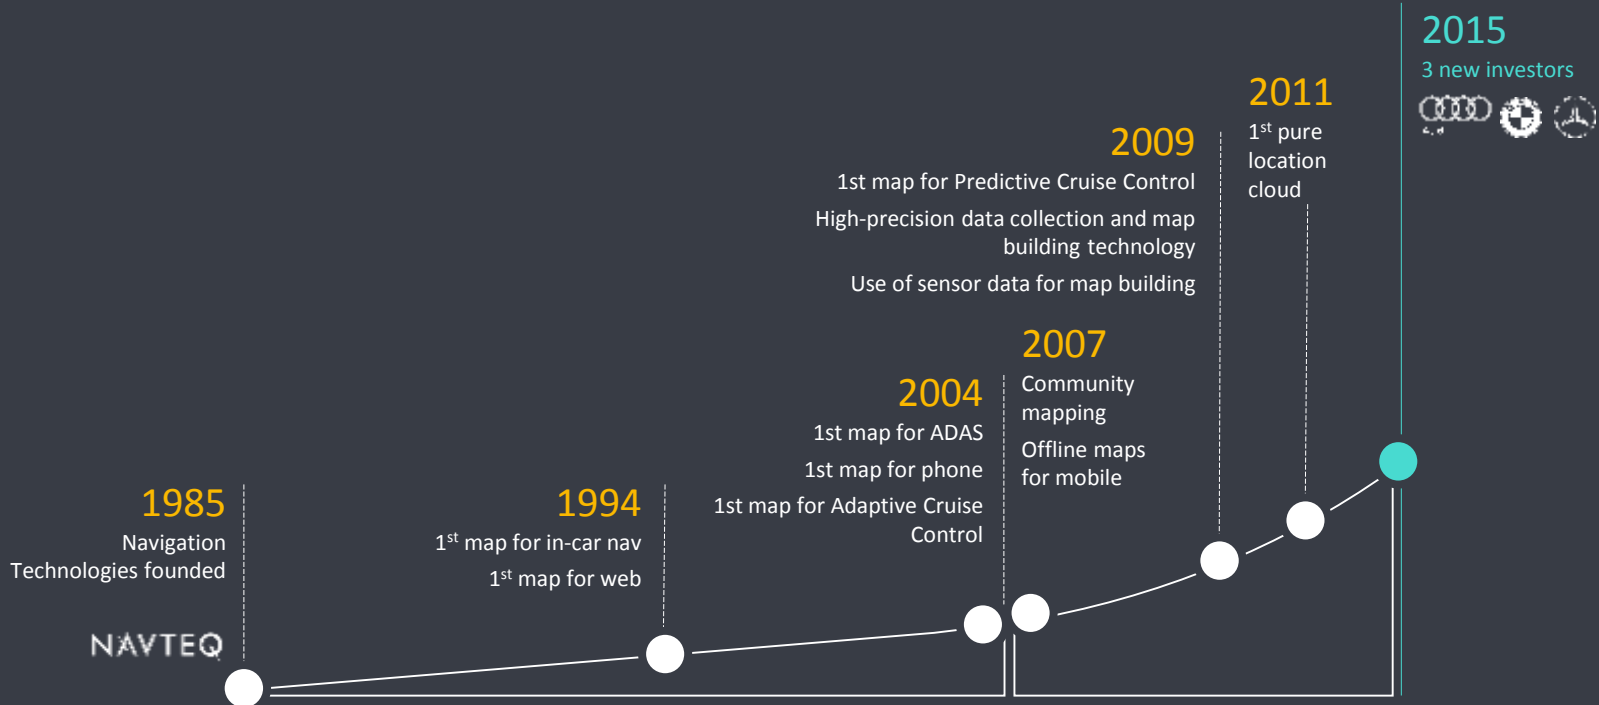 1985
Navigation
Technologies founded
NAVTEQ
1994
1st map for in-car nav
1st map for web
2004
1st map for ADAS
1st map for phone
1st map for Adaptive Cruise
Control
2007
Community
mapping
Offline maps
for mobile
2009
1st map for Predictive Cruise Control
High-precision data collection and map
building technology
Use of sensor data for map building
2011
1st pure
location
cloud
2015
3 new investors